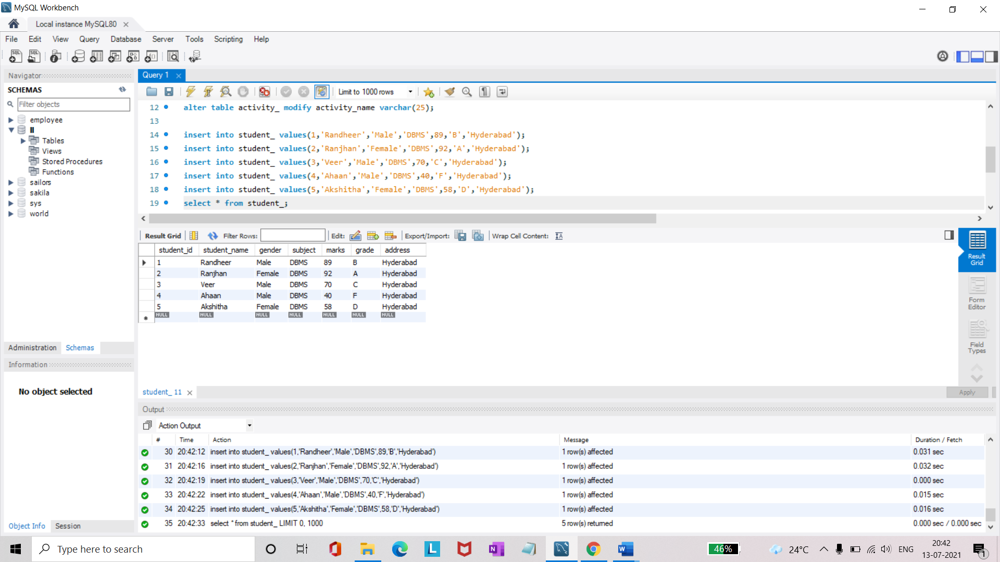 MySQL Workbench
Local instance MySQL80
File Edit View Query Database Server Tools Scripting Help
Navigator
SCHEMAS
Filter objects
employee
ll
Tables
Views
Stored Procedures
Functions
sailors
sakila
sys
world
Administration Schemas
Information
No object selected
Object Info Session
Query 1
Limit to 1000 rows
12 alter table activity_ modify activity_name varchar(25);
13
14 insert into student_ values(1,'Randheer','Male','DBMS',89,'B','Hyderabad');
15 insert into student_ values(2,'Ranjhan','Female','DBMS',92,'A','Hyderabad');
16 insert into student_ values(3,'Veer','Male','DBMS',70,'C','Hyderabad');
17 insert into student_ values(4,'Ahaan','Male','DBMS',40,'F','Hyderabad');
18 insert into student_ values(5,'Akshitha','Female','DBMS',58,'D','Hyderabad');
19 select * from student_;
Result Grid Filter Rows: Edit: Export/Import: Wrap Cell Content:
student_id student_name gender subject marks grade address
1 Randheer Male DBMS 89 B Hyderabad
2 Ranjhan Female DBMS 92 A Hyderabad
3 Veer Male DBMS 70 C Hyderabad
4 Ahaan Male DBMS 40 F Hyderabad
5 Akshitha Female DBMS 58 D Hyderabad
NULL NULL NULL NULL NULL NULL NULL
Result
Grid
Form
Editor
Field
Types
student_ 11
Apply
Output
Action Output
# Time Action Message Duration / Fetch
30 20:42:12 insert into student_ values(1,'Randheer','Male','DBMS',89,'B','Hyderabad') 1 row(s) affected 0.031 sec
31 20:42:16 insert into student_ values(2,'Ranjhan','Female','DBMS',92,'A','Hyderabad') 1 row(s) affected 0.032 sec
32 20:42:19 insert into student_ values(3,'Veer','Male','DBMS',70,'C','Hyderabad') 1 row(s) affected 0.000 sec
33 20:42:22 insert into student_ values(4,'Ahaan','Male','DBMS',40,'F','Hyderabad') 1 row(s) affected 0.015 sec
34 20:42:25 insert into student_ values(5,'Akshitha','Female','DBMS',58,'D','Hyderabad') 1 row(s) affected 0.016 sec
35 20:42:33 select * from student_ LIMIT 0, 1000 5 row(s) returned 0.000 sec / 0.000 sec
Type here to search
46%
24°C
ENG
20:42
13-07-2021
1